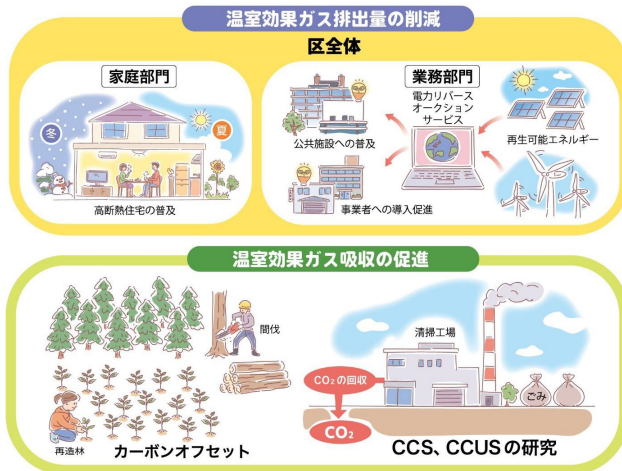 温室効果ガス排出量の削減
区全体
家庭部門
冬
夏
高断熱住宅の普及
業務部門
電力リバース
オークション
サービス
公共施設への普及
再生可能エネルギー
事業者への導入促進
温室効果ガス吸収の促進
間伐
再造林
カーボンオフセット
清掃工場
CO₂の回収
CO₂
ごみ
CCS、CCUSの研究